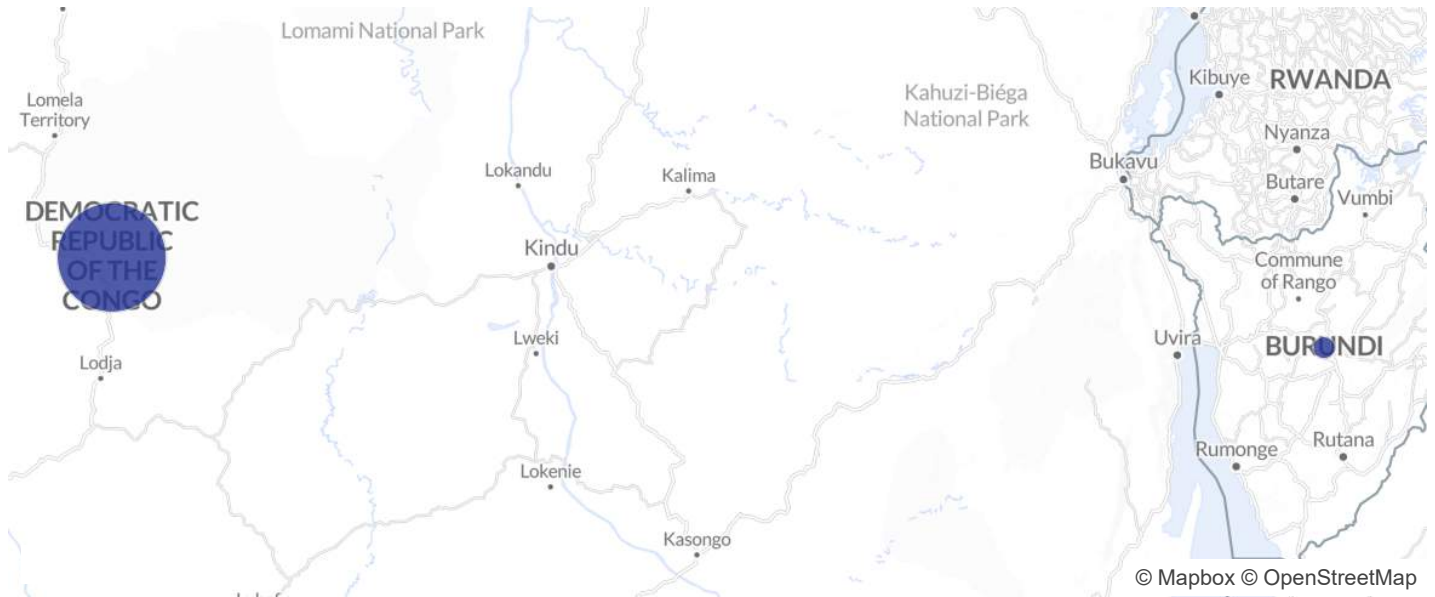 Lomami National Park
Lomela
Territory
Kahuzi-Biéga
National Park
Kibuye
RWANDA
Nyanza
Bukavu
Butare
Vumbi
Lokandu
Kalima
DEMOCRATIC
REPUBLIC
OF THE
CONGO
Kindu
Commune
of Rango
Lodja
Lweki
Uvira
BURUNDI
Lokenie
Rumonge
Rutana
Kasongo
© Mapbox © OpenStreetMap